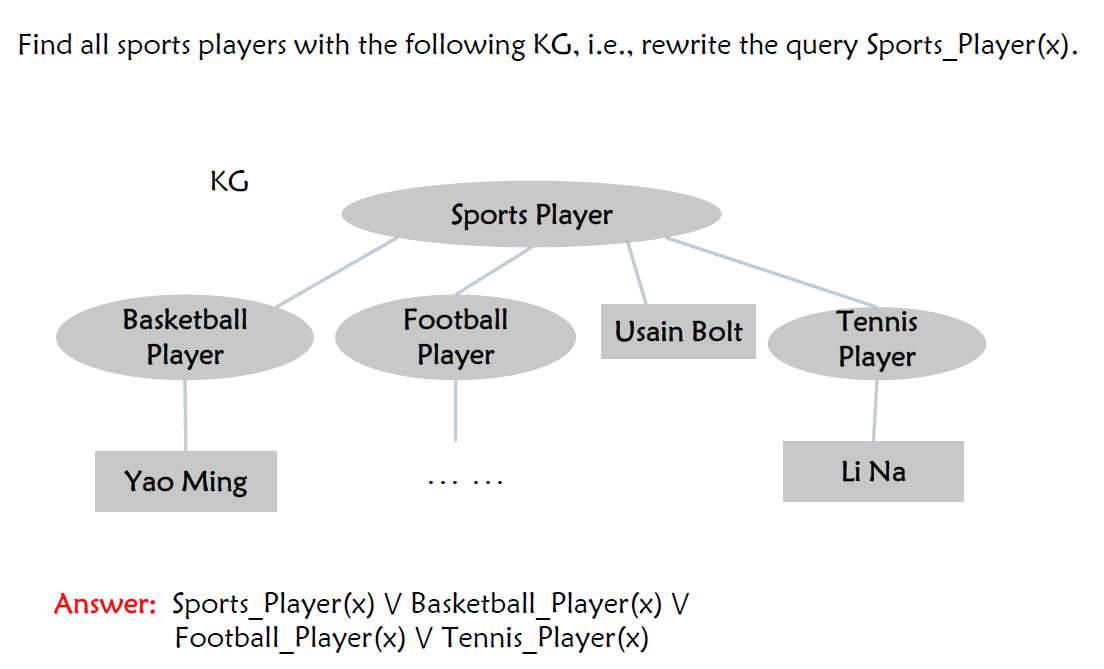 Find all sports players with the following KG, i.e., rewrite the query Sports_Player(x).
KG
Sports Player
Basketball
Player
Football
Player
Usain Bolt
Tennis
Player
Yao Ming
... ...
Li Na
Answer: Sports_Player(x) V Basketball_Player(x) V
Football_Player(x) V Tennis_Player(x)